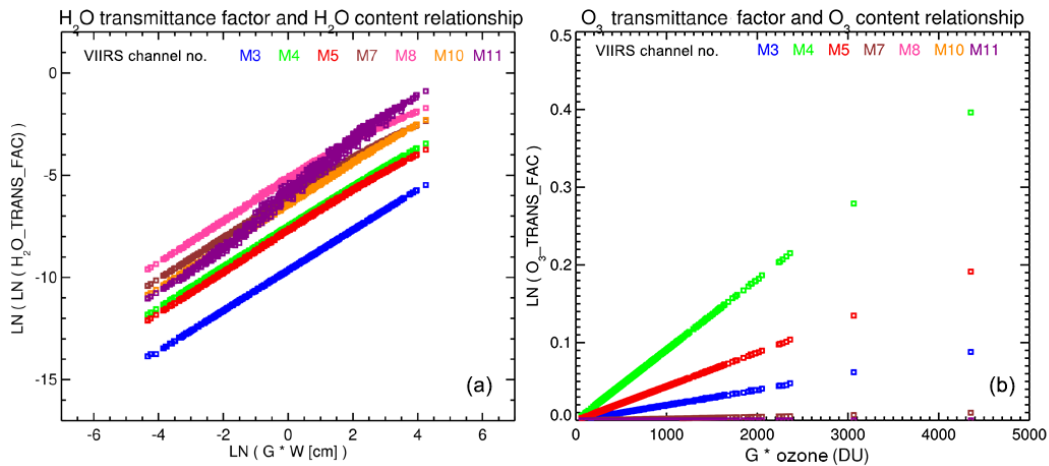 H₂O transmittance factor and H₂O content relationship
VIIRS channel no. M3 M4 M5 M7 M8 M10 M11
LN ( LN ( H₂O_TRANS_FAC) )
0
-5
-10
-15
(a)
-6 -4 -2 0 2 4 6
LN ( G * W [cm] )
O₃ transmittance factor and O₃ content relationship
VIIRS channel no. M3 M4 M5 M7 M8 M10 M11
LN ( O₃_TRANS_FAC )
0.5
0.4
0.3
0.2
0.1
0.0
(b)
0 1000 2000 3000 4000 5000
G * ozone (DU)